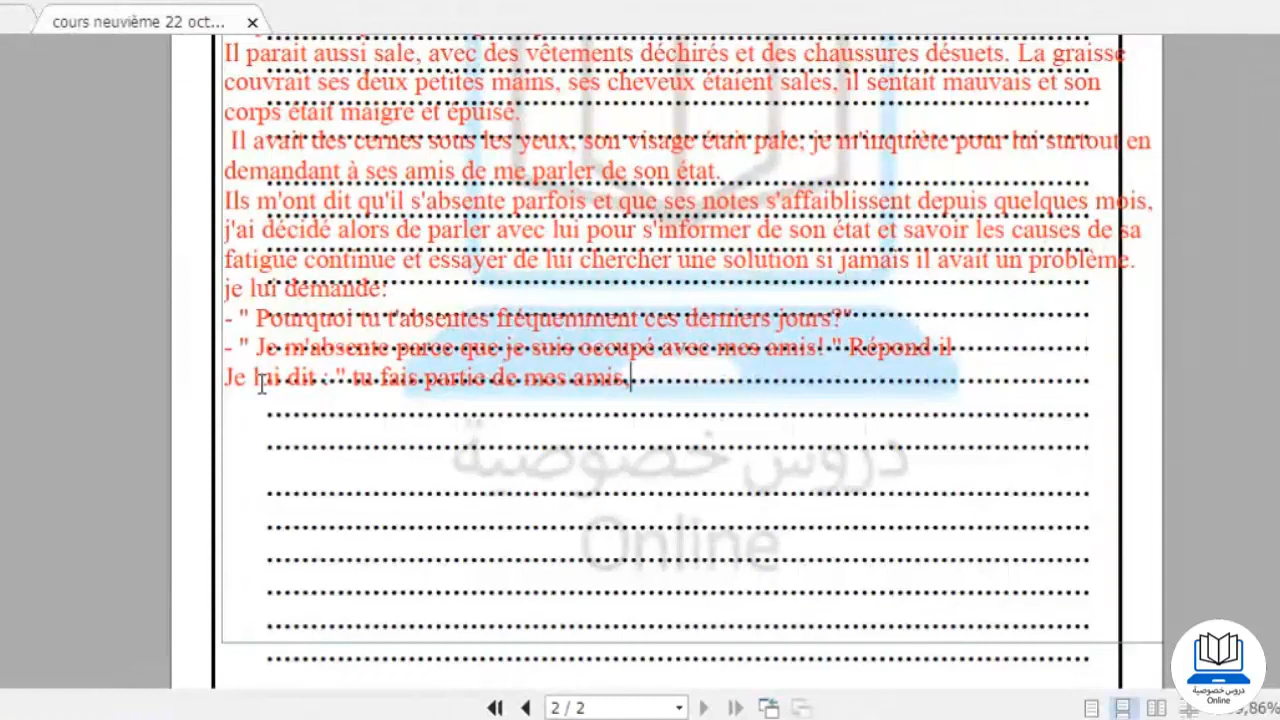 cours neuvième 22 oct...
Il parait aussi sale, avec des vêtements déchirés et des chaussures désuets. La graisse
couvrait ses deux petites mains, ses cheveux étaient sales, il sentait mauvais et son
corps était maigre et épuisé.
Il avait des cernes sous les yeux, son visage était pale, je m'inquiète pour lui surtout en
demandant à ses amis de me parler de son état.
Ils m'ont dit qu'il s'absente parfois et que ses notes s'affaiblissent depuis quelques mois,
j'ai décidé alors de parler avec lui pour s'informer de son état et savoir les causes de sa
fatigue continue et essayer de lui chercher une solution si jamais il avait un problème.
je lui demande:
- " Pourquoi tu t'absentes fréquemment ces derniers jours?"
- " Je m'absente parce que je suis occupé avec mes amis! " Répond il
Je lui dit : " tu fais partie de mes amis,
دروس خصوصية
Online
دروس خصوصية
Online
2 / 2